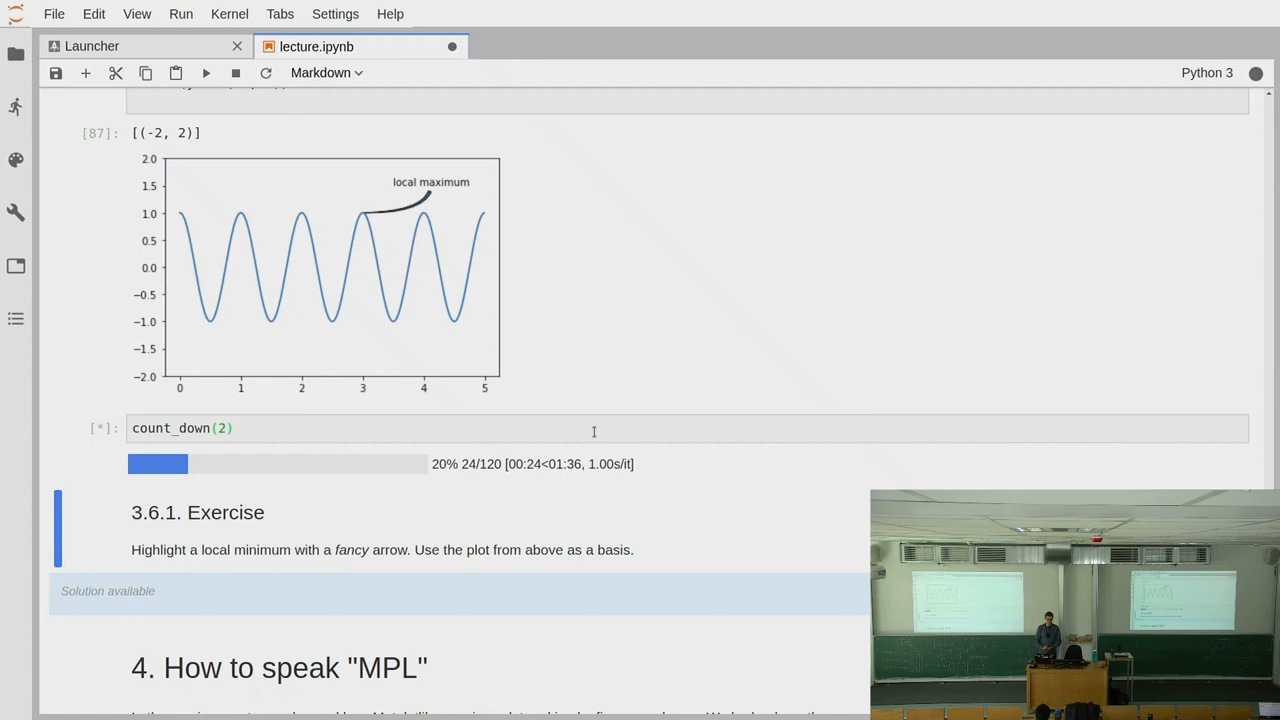 File Edit View Run Kernel Tabs Settings Help
Launcher
lecture.ipynb
Markdown
Python 3
[87]: [(-2, 2)]
2.0
1.5
1.0
0.5
0.0
−0.5
−1.0
−1.5
−2.0
local maximum
0 1 2 3 4 5
[*]: count_down(2)
20% 24/120 [00:24<01:36, 1.00s/it]
3.6.1. Exercise
Highlight a local minimum with a fancy arrow. Use the plot from above as a basis.
Solution available
4. How to speak "MPL"